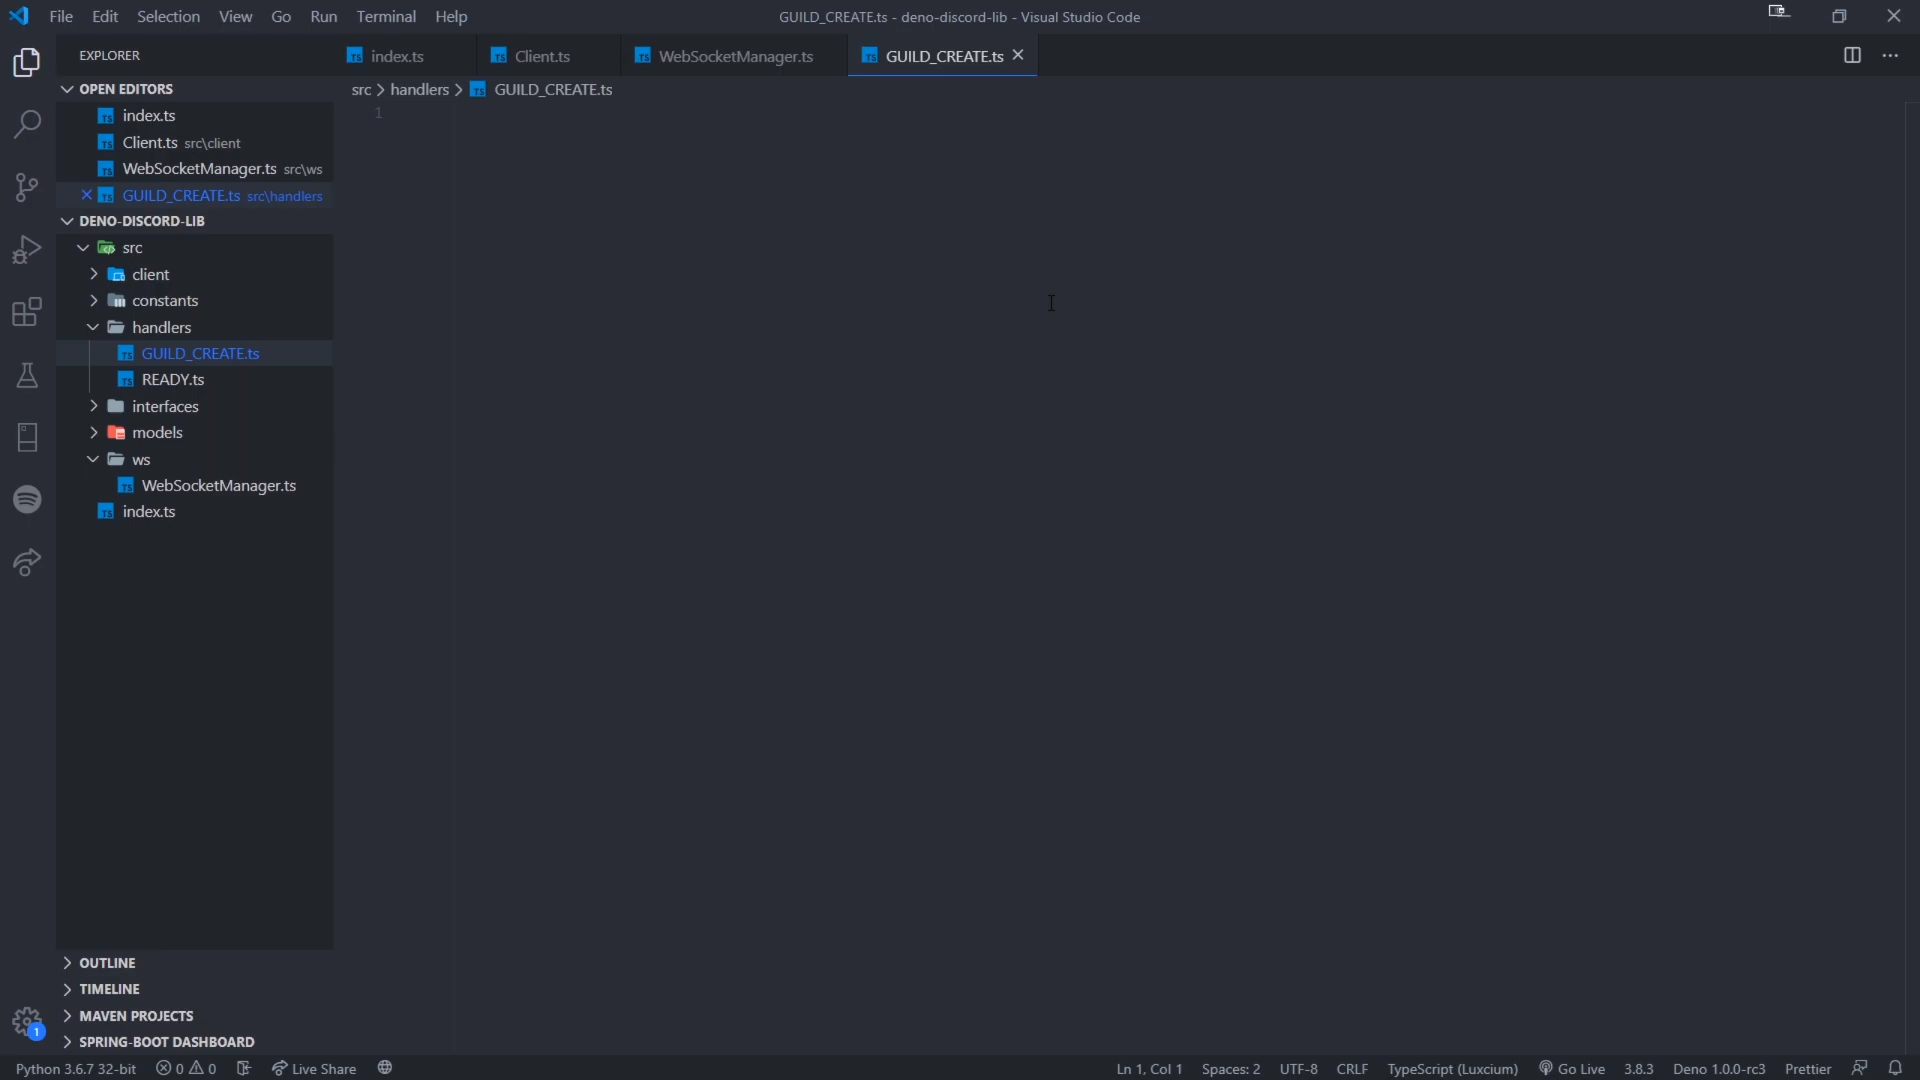 File Edit Selection View Go Run Terminal Help
GUILD_CREATE.ts - deno-discord-lib - Visual Studio Code
EXPLORER
index.ts
Client.ts
WebSocketManager.ts
GUILD_CREATE.ts
OPEN EDITORS
index.ts
Client.ts src\client
WebSocketManager.ts src\ws
GUILD_CREATE.ts src\handlers
DENO-DISCORD-LIB
src
client
constants
handlers
GUILD_CREATE.ts
READY.ts
interfaces
models
ws
WebSocketManager.ts
index.ts
OUTLINE
TIMELINE
MAVEN PROJECTS
SPRING-BOOT DASHBOARD
src > handlers > GUILD_CREATE.ts
1
1
Python 3.6.7 32-bit 0 0 Live Share
Ln 1, Col 1 Spaces: 2 UTF-8 CRLF TypeScript (Luxcium) Go Live 3.8.3 Deno 1.0.0-rc3 Prettier